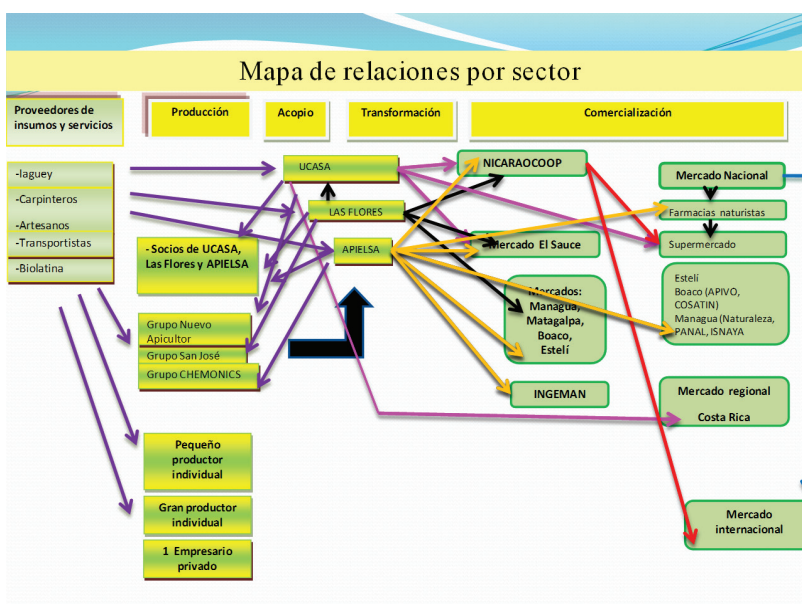 Mapa de relaciones por sector
Proveedores de
insumos y servicios
Producción
Acopio
Transformación
Comercialización
-Iaguey
-Carpinteros
-Artesanos
-Transportistas
-Biolatina
UCASA
LAS FLORES
APIELSA
- Socios de UCASA,
Las Flores y APIELSA
Grupo Nuevo
Apicultor
Grupo San José
Grupo CHEMONICS
Pequeño
productor
individual
Gran productor
individual
1 Empresario
privado
NICARAOCOOP
Mercado El Sauce
Mercados:
Managua,
Matagalpa,
Boaco,
Estelí
INGEMAN
Mercado Nacional
Farmacias naturistas
Supermercado
Estelí
Boaco (APIVO,
COSATIN)
Managua (Naturaleza,
PANAL, ISNAYA
Mercado regional
Costa Rica
Mercado
internacional